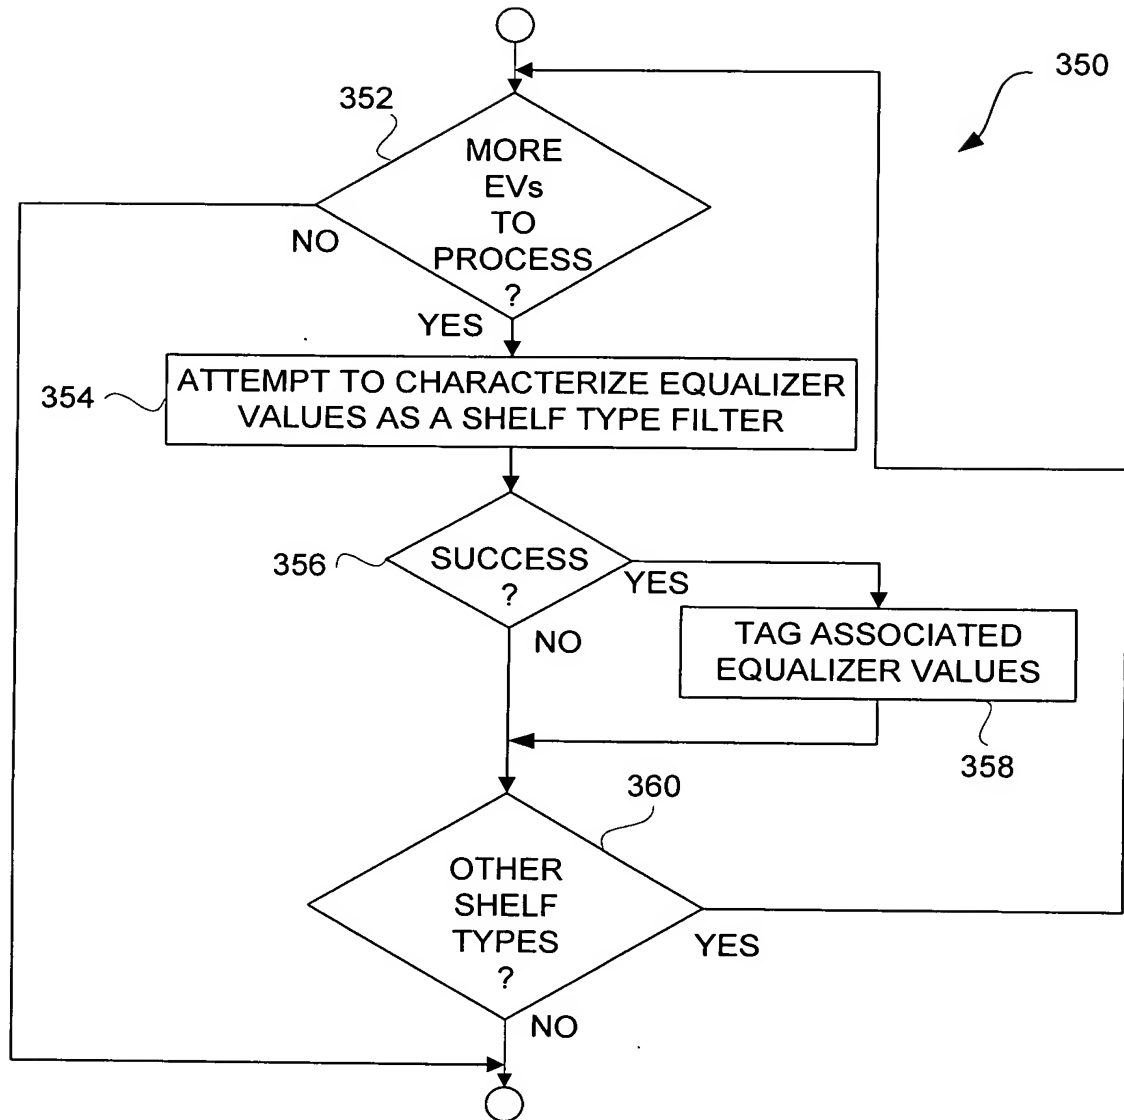 350
352
MORE
EVs
TO
PROCESS
?
NO
YES
354
ATTEMPT TO CHARACTERIZE EQUALIZER
VALUES AS A SHELF TYPE FILTER
356
SUCCESS
?
YES
NO
TAG ASSOCIATED
EQUALIZER VALUES
358
360
OTHER
SHELF
TYPES
?
YES
NO